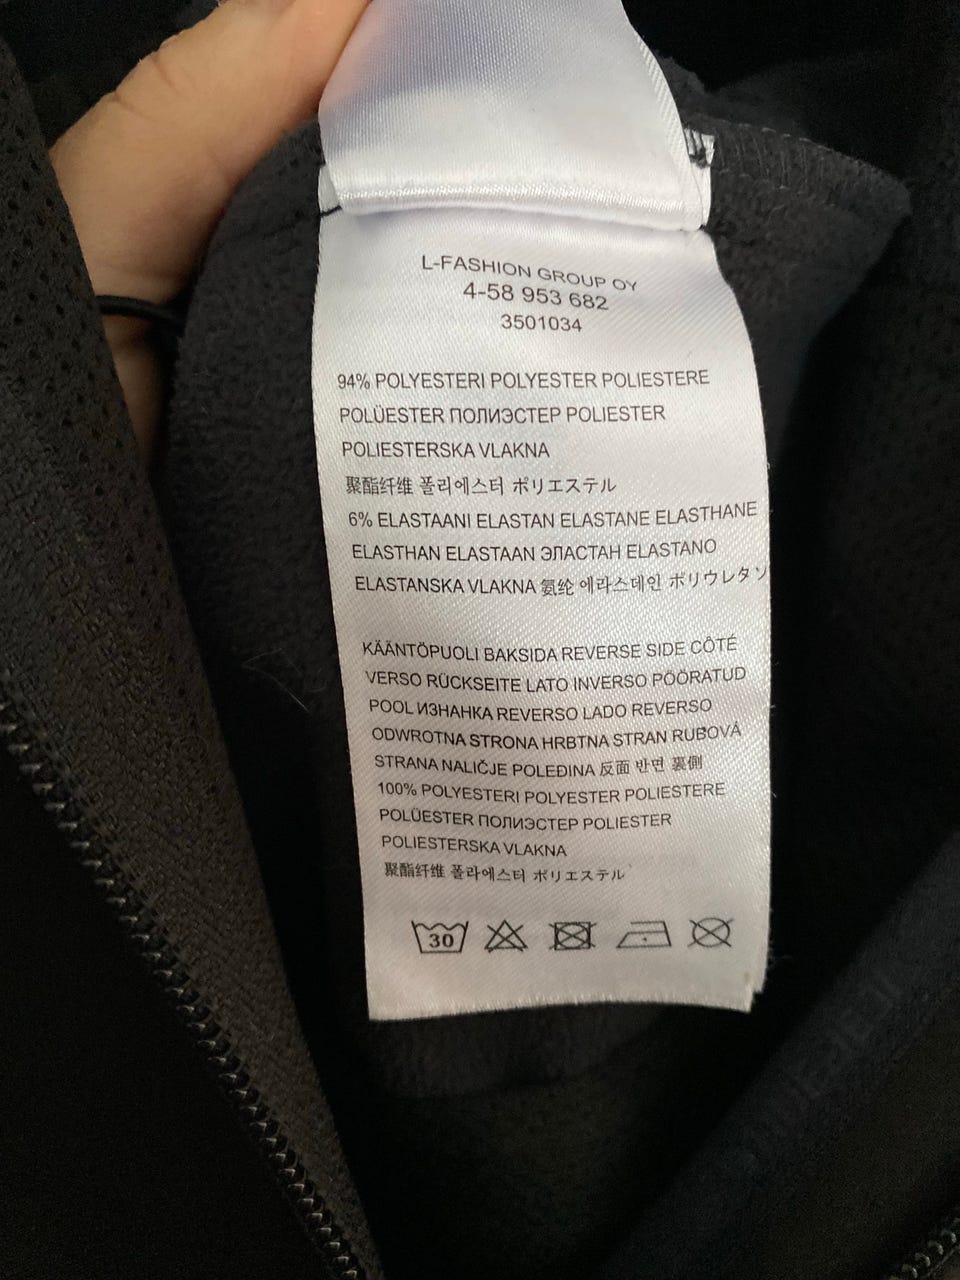 L-FASHION GROUP OY
4-58 953 682
3501034
94% POLYESTERI POLYESTER POLIESTERE
POLÜESTER ПОЛИЭСТЕР POLIESTER
POLIESTERSKA VLAKNA
聚酯纤维 폴리에스터 ポリエステル
6% ELASTAANI ELASTAN ELASTANE ELASTHANE
ELASTHAN ELASTAAN ЭЛАСТАН ELASTANO
ELASTANSKA VLAKNA 氨纶 에라스데인 ポリウレタン
KÄÄNTÖPUOLI BAKSIDA REVERSE SIDE CÔTÉ
VERSO RÜCKSEITE LATO INVERSO PÖÖRATUD
POOL ИЗНАНКА REVERSO LADO REVERSO
ODWROTNA STRONA HRBTNA STRAN RUBOVÁ
STRANA NALIČJE POLEĐINA 反面 반면 裏側
100% POLYESTERI POLYESTER POLIESTERE
POLÜESTER ПОЛИЭСТЕР POLIESTER
POLIESTERSKA VLAKNA
聚酯纤维 폴라에스터 ポリエステル
30